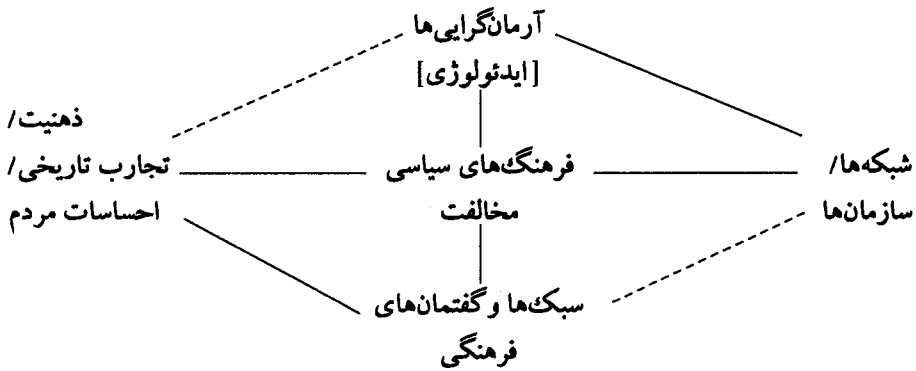 آرمان‌گرایی‌ها
[ایدئولوژی]
شبکه‌ها/
سازمان‌ها
فرهنگ‌های سیاسی
مخالفت
ذهنیت/
تجارب تاریخی/
احساسات مردم
سبک‌ها و گفتمان‌های
فرهنگی